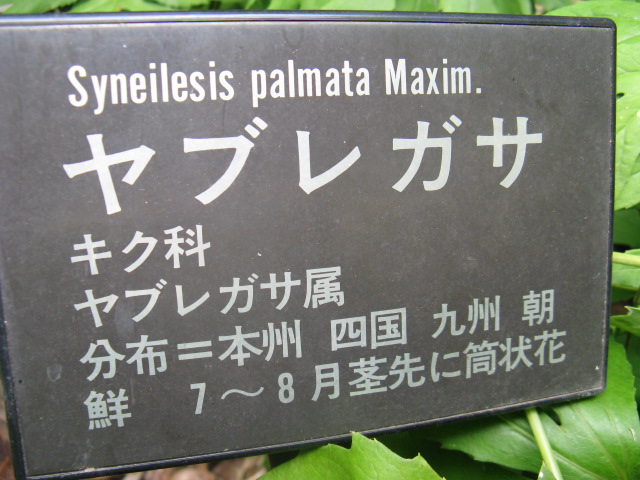 Syneilesis palmata Maxim.
ヤブレガサ
キク科
ヤブレガサ属
分布＝本州 四国 九州 朝
鮮 7～8月茎先に筒状花